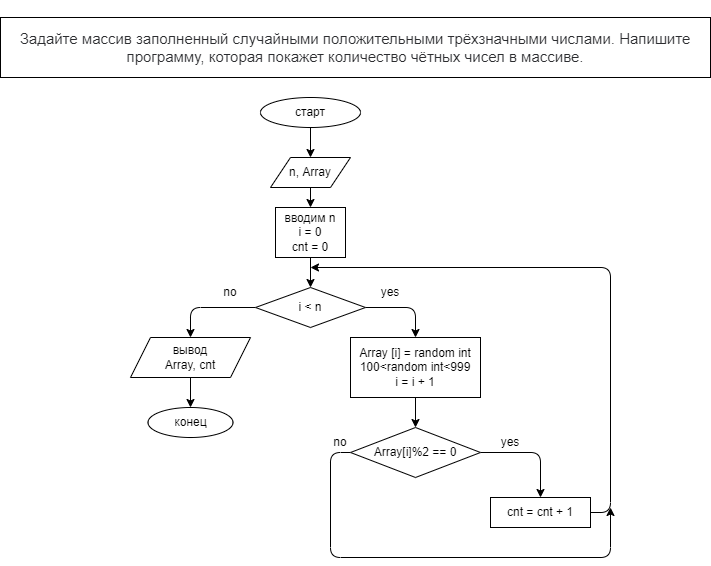 Задайте массив заполненный случайными положительными трёхзначными числами. Напишите
программу, которая покажет количество чётных чисел в массиве.
старт
n, Array
вводим n
i = 0
cnt = 0
no
yes
i < n
вывод
Array, cnt
Array [i] = random int
100<random int<999
i = i + 1
конец
no
yes
Array[i]%2 == 0
cnt = cnt + 1